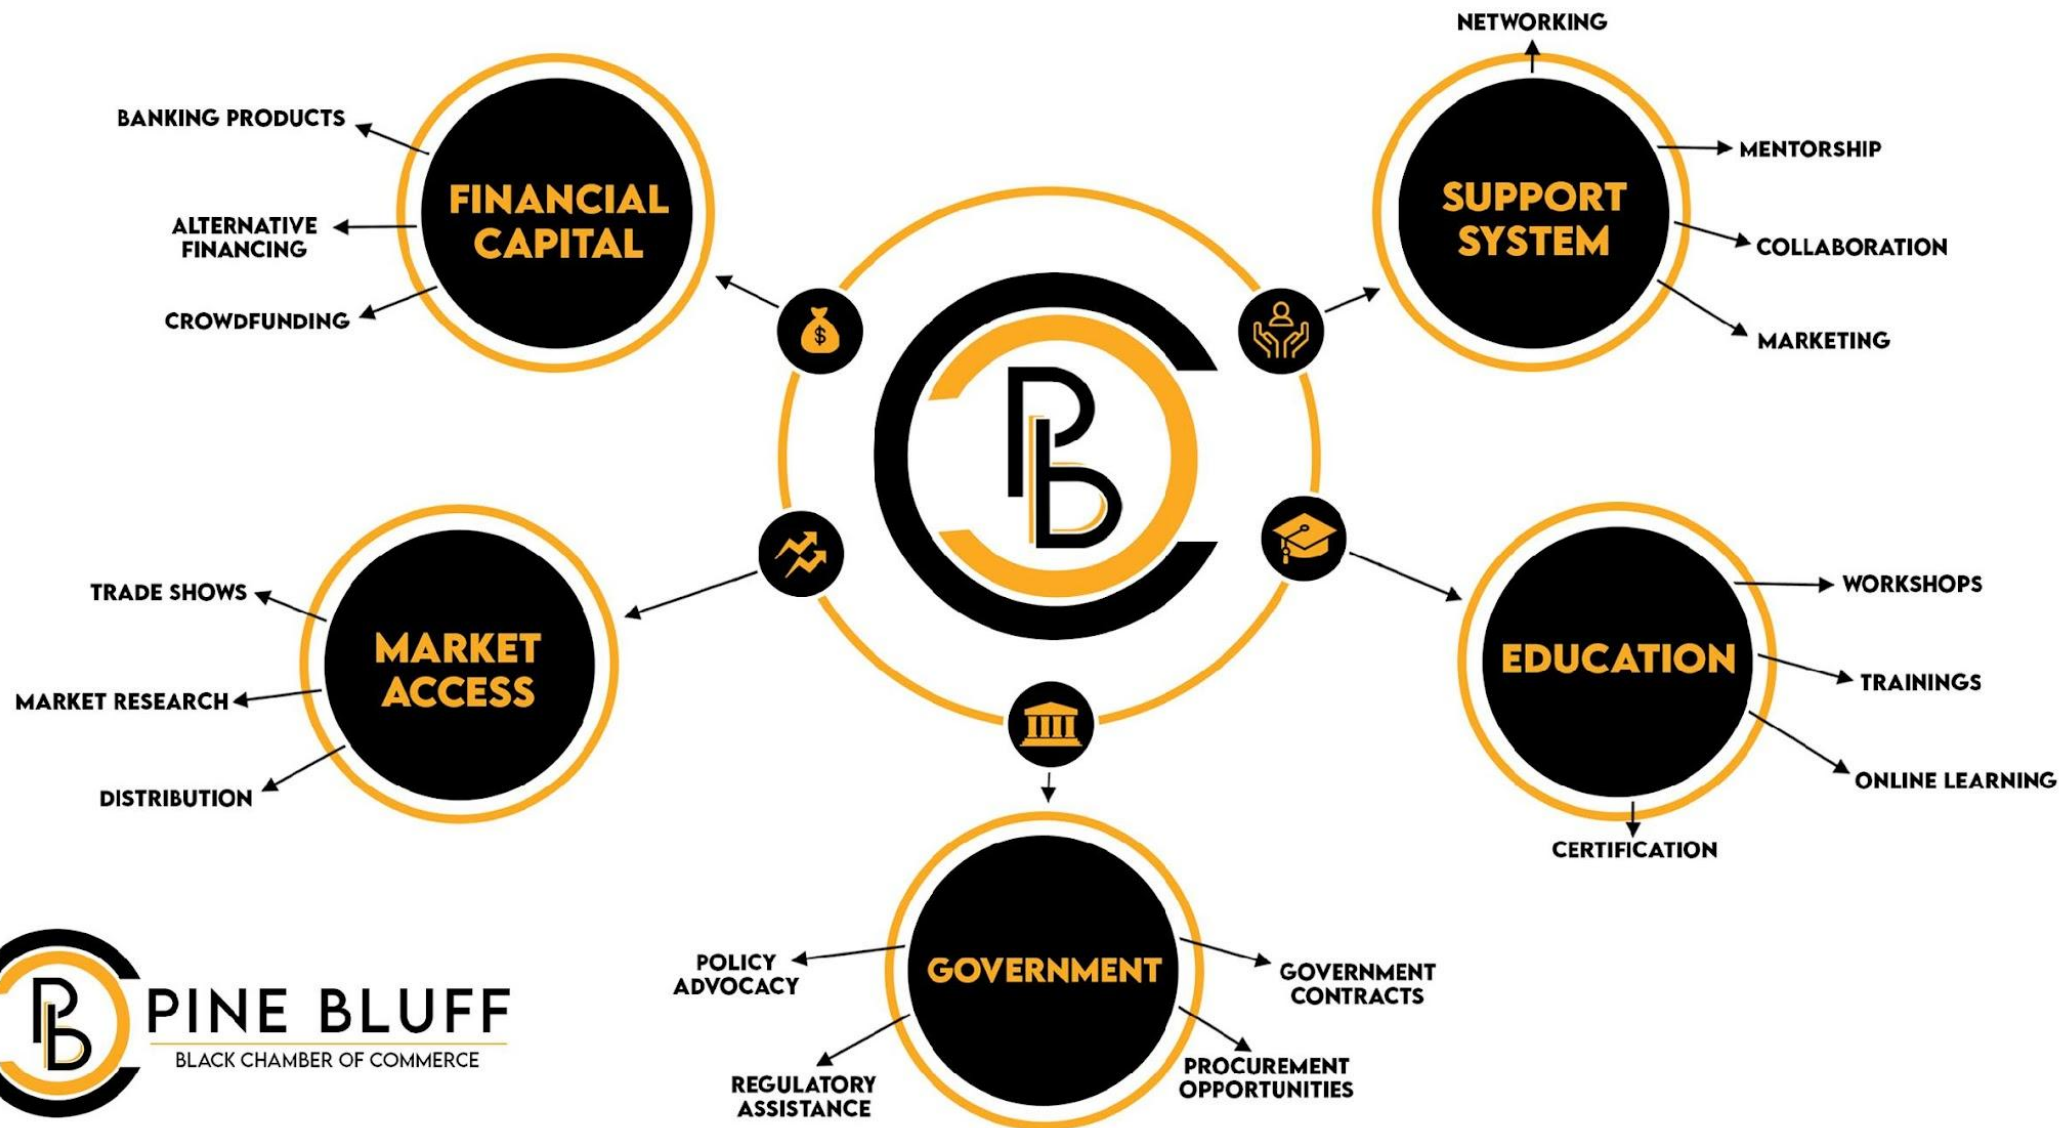 NETWORKING
BANKING PRODUCTS
ALTERNATIVE
FINANCING
CROWDFUNDING
FINANCIAL
CAPITAL
SUPPORT
SYSTEM
MENTORSHIP
COLLABORATION
MARKETING
$
Pb
TRADE SHOWS
MARKET RESEARCH
DISTRIBUTION
MARKET
ACCESS
EDUCATION
WORKSHOPS
TRAININGS
ONLINE LEARNING
CERTIFICATION
POLICY
ADVOCACY
REGULATORY
ASSISTANCE
GOVERNMENT
GOVERNMENT
CONTRACTS
PROCUREMENT
OPPORTUNITIES
Pb
PINE BLUFF
BLACK CHAMBER OF COMMERCE